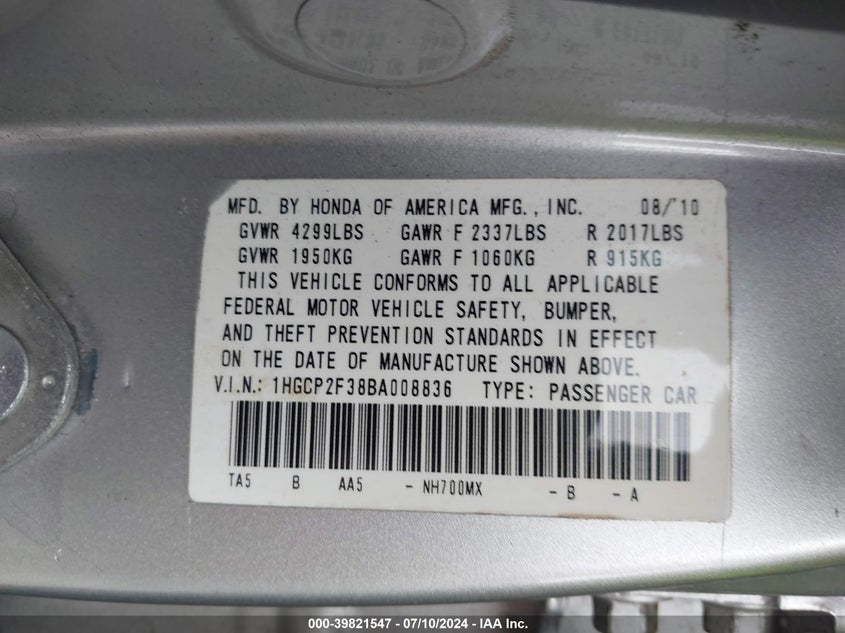 MFD. BY HONDA OF AMERICA MFG., INC. 08/'10
GVWR 4299LBS GAWR F 2337LBS R 2017LBS
GVWR 1950KG GAWR F 1060KG R 915KG
THIS VEHICLE CONFORMS TO ALL APPLICABLE
FEDERAL MOTOR VEHICLE SAFETY, BUMPER,
AND THEFT PREVENTION STANDARDS IN EFFECT
ON THE DATE OF MANUFACTURE SHOWN ABOVE.
V.I.N.: 1HGCP2F38BA008836 TYPE: PASSENGER CAR
TA5 B AA5 - NH700MX - B - A
000-39821547 - 07/10/2024 - IAA Inc.